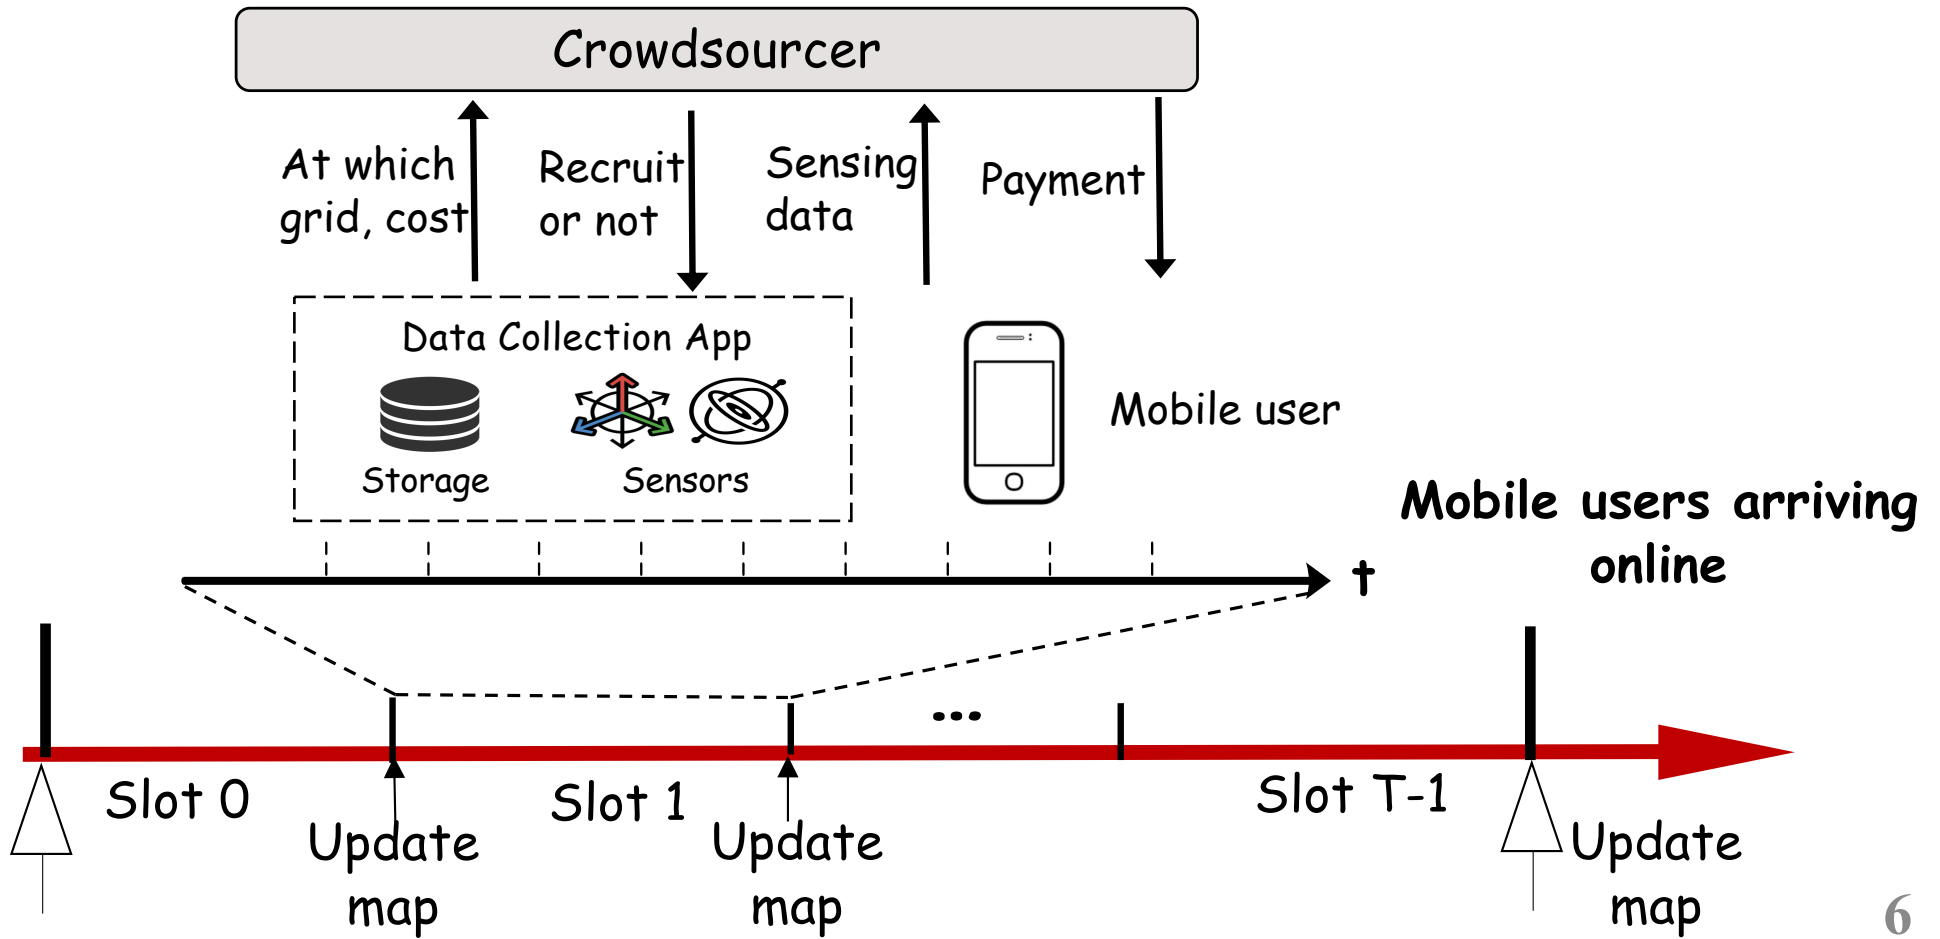 Crowdsourcer
At which
grid, cost
Recruit
or not
Sensing
data
Payment
Data Collection App
Storage
Sensors
Mobile user
Mobile users arriving
online
t
...
Slot 0
Slot 1
Slot T-1
Update
map
Update
map
Update
map
6